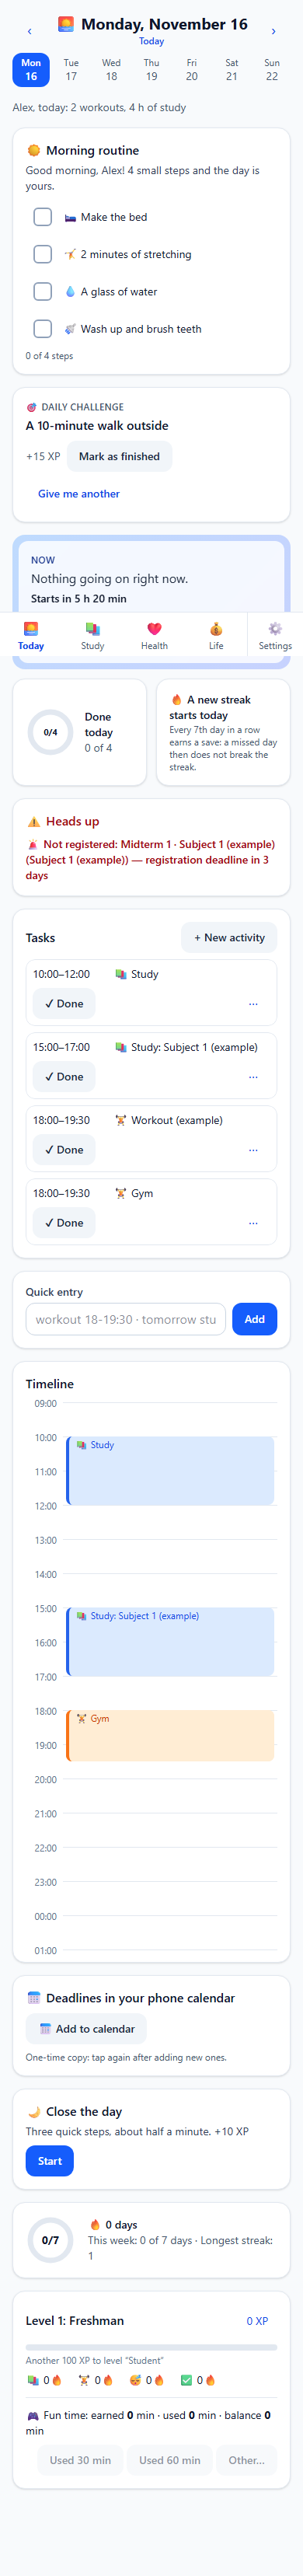 ‹ 🌅 Monday, November 16 ›
Today
Mon Tue Wed Thu Fri Sat Sun
16 17 18 19 20 21 22
Alex, today: 2 workouts, 4 h of study
🌞 Morning routine
Good morning, Alex! 4 small steps and the day is
yours.
🛏️ Make the bed
🤸 2 minutes of stretching
💧 A glass of water
🪥 Wash up and brush teeth
0 of 4 steps
🎯 DAILY CHALLENGE
A 10-minute walk outside
+15 XP Mark as finished
Give me another
NOW
Nothing going on right now.
Starts in 5 h 20 min
Today Study Health Life Settings
0/4
Done
today
0 of 4
🔥 A new streak
starts today
Every 7th day in a row
earns a save: a missed day
then does not break the
streak.
⚠️ Heads up
🚨 Not registered: Midterm 1 · Subject 1 (example)
(Subject 1 (example)) — registration deadline in 3
days
Tasks + New activity
10:00–12:00 📚 Study
✓ Done ...
15:00–17:00 📚 Study: Subject 1 (example)
✓ Done ...
18:00–19:30 🏋️ Workout (example)
✓ Done ...
18:00–19:30 🏋️ Gym
✓ Done ...
Quick entry
workout 18-19:30 · tomorrow stu Add
Timeline
09:00
10:00 📚 Study
11:00
12:00
13:00
14:00
15:00 📚 Study: Subject 1 (example)
16:00
17:00
18:00 🏋️ Gym
19:00
20:00
21:00
22:00
23:00
00:00
01:00
🗓️ Deadlines in your phone calendar
🗓️ Add to calendar
One-time copy: tap again after adding new ones.
🌙 Close the day
Three quick steps, about half a minute. +10 XP
Start
0/7
🔥 0 days
This week: 0 of 7 days · Longest streak:
1
Level 1: Freshman 0 XP
Another 100 XP to level "Student"
📚 0🔥 🏋️ 0🔥 😴 0🔥 ✅ 0🔥
🎮 Fun time: earned 0 min · used 0 min · balance 0
min
Used 30 min Used 60 min Other...